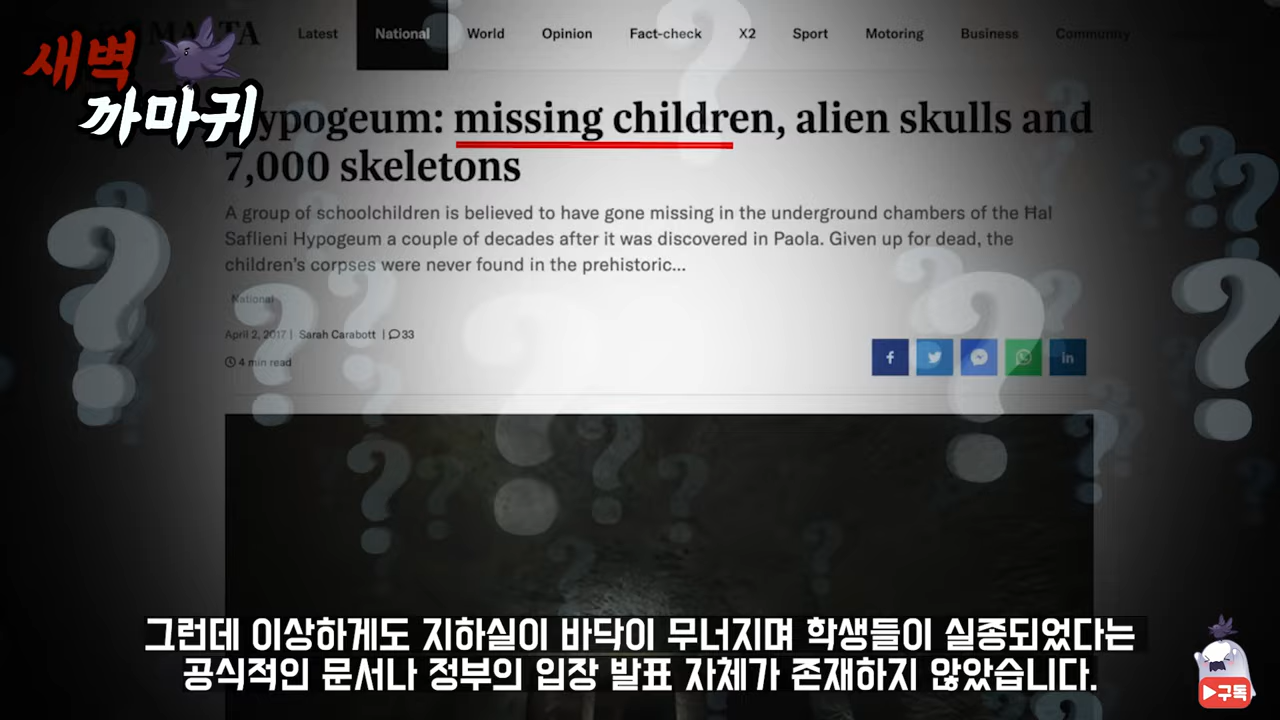 MALTA
Latest National World Opinion Fact-check X2 Sport Motoring Business Community
새벽
까마귀
ypogeum: missing children, alien skulls and
7,000 skeletons
A group of schoolchildren is believed to have gone missing in the underground chambers of the Ħal
Saflieni Hypogeum a couple of decades after it was discovered in Paola. Given up for dead, the
children's corpses were never found in the prehistoric...
National
April 2, 2017 | Sarah Carabott | 33
4 min read
그런데 이상하게도 지하실이 바닥이 무너지며 학생들이 실종되었다는
공식적인 문서나 정부의 입장 발표 자체가 존재하지 않았습니다.
구독